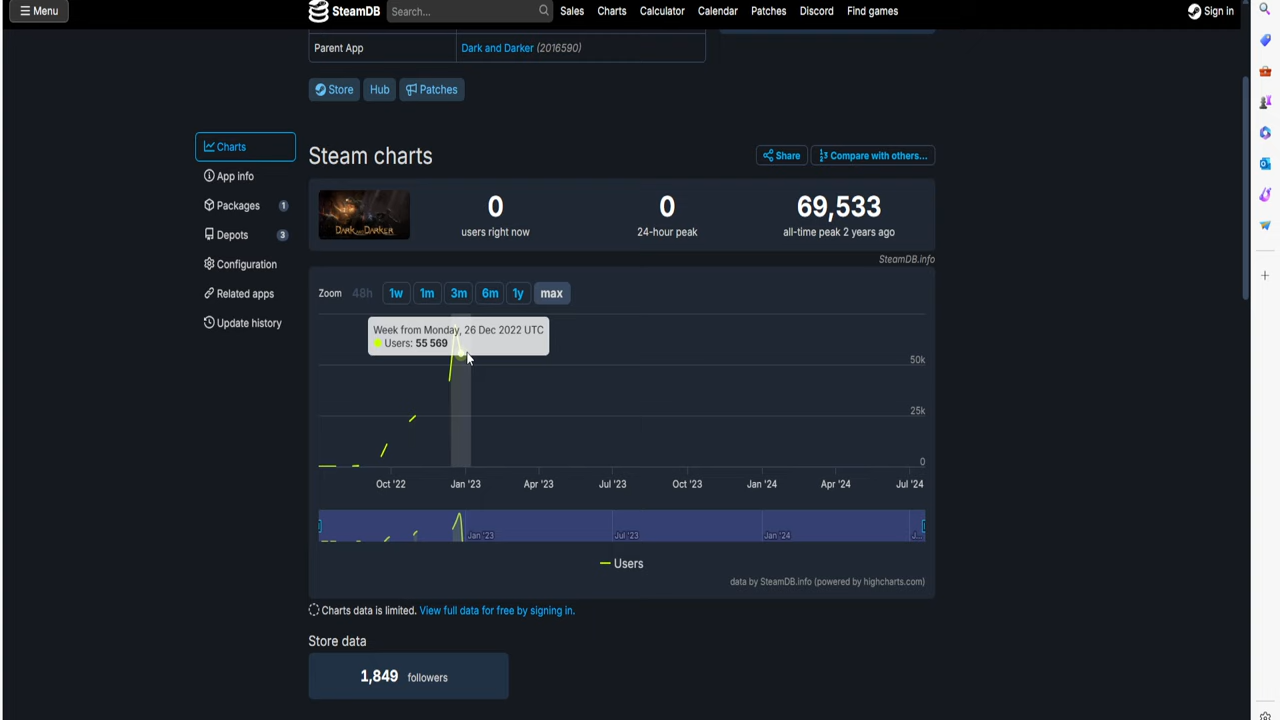 Menu
SteamDB
Search...
Sales
Charts
Calculator
Calendar
Patches
Discord
Find games
Sign in
Parent App
Dark and Darker (2016590)
Store
Hub
Patches
Charts
App info
Packages 1
Depots 3
Configuration
Related apps
Update history
Steam charts
Share
Compare with others...
DARK AND DARKER
0
users right now
0
24-hour peak
69,533
all-time peak 2 years ago
SteamDB.info
Zoom
48h
1w
1m
3m
6m
1y
max
Week from Monday, 26 Dec 2022 UTC
Users: 55 569
50k
25k
0
Oct '22
Jan '23
Apr '23
Jul '23
Oct '23
Jan '24
Apr '24
Jul '24
Jan '23
Jul '23
Jan '24
J...
Users
data by SteamDB.info (powered by highcharts.com)
Charts data is limited. View full data for free by signing in.
Store data
1,849 followers